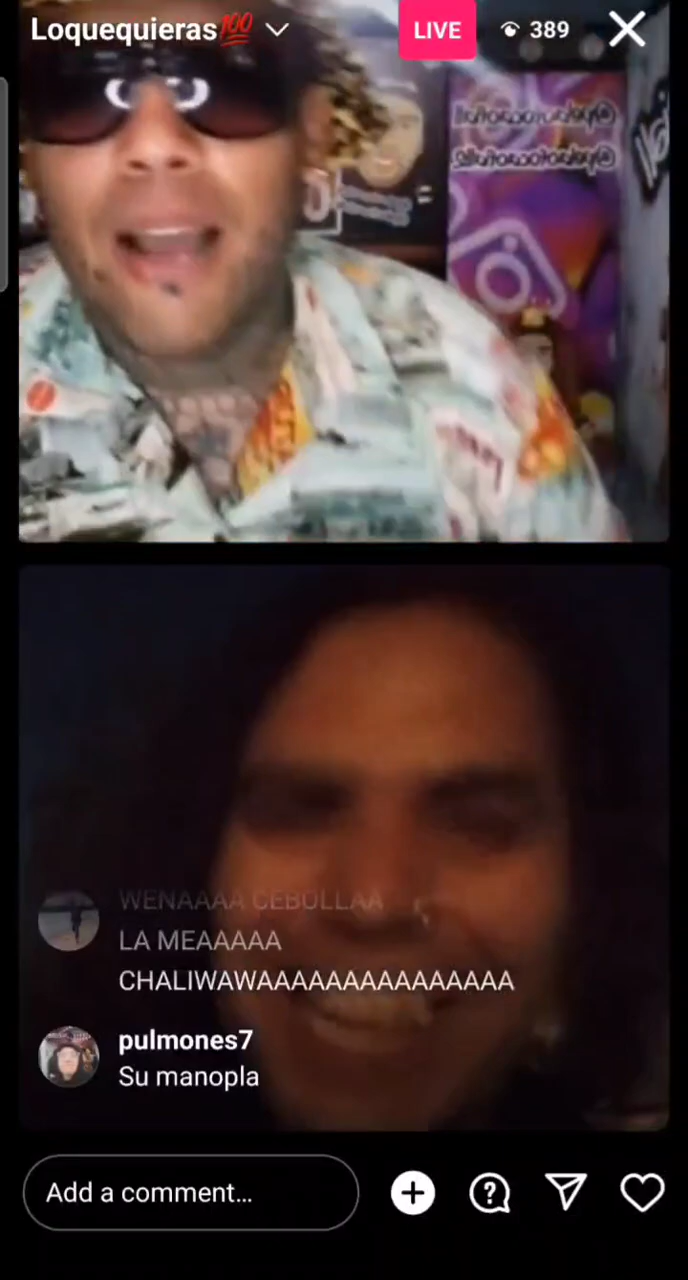 Loquequieras💯
LIVE
389
WENAAAA CEBOLLAA
LA MEAAAAA
CHALIWAWAAAAAAAAAAAAAAAA
pulmones7
Su manopla
Add a comment...